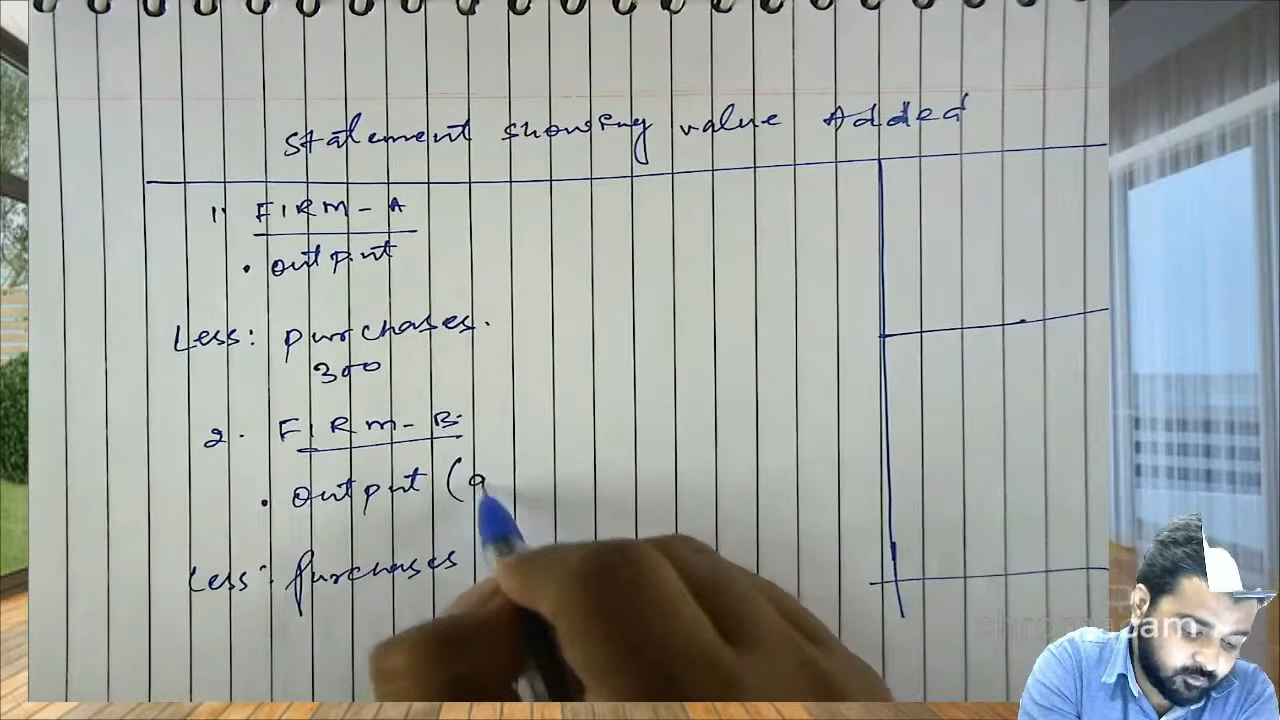 Statement showing value Added
1. FIRM - A
. output
Less: purchases.
300
2. FIRM - B
. output (a
Less: purchases